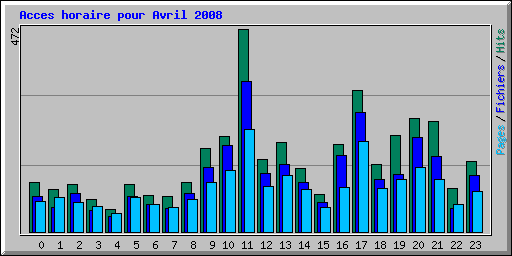 Acces horaire pour Avril 2008
472
Pages / Fichiers / Hits
0 1 2 3 4 5 6 7 8 9 10 11 12 13 14 15 16 17 18 19 20 21 22 23